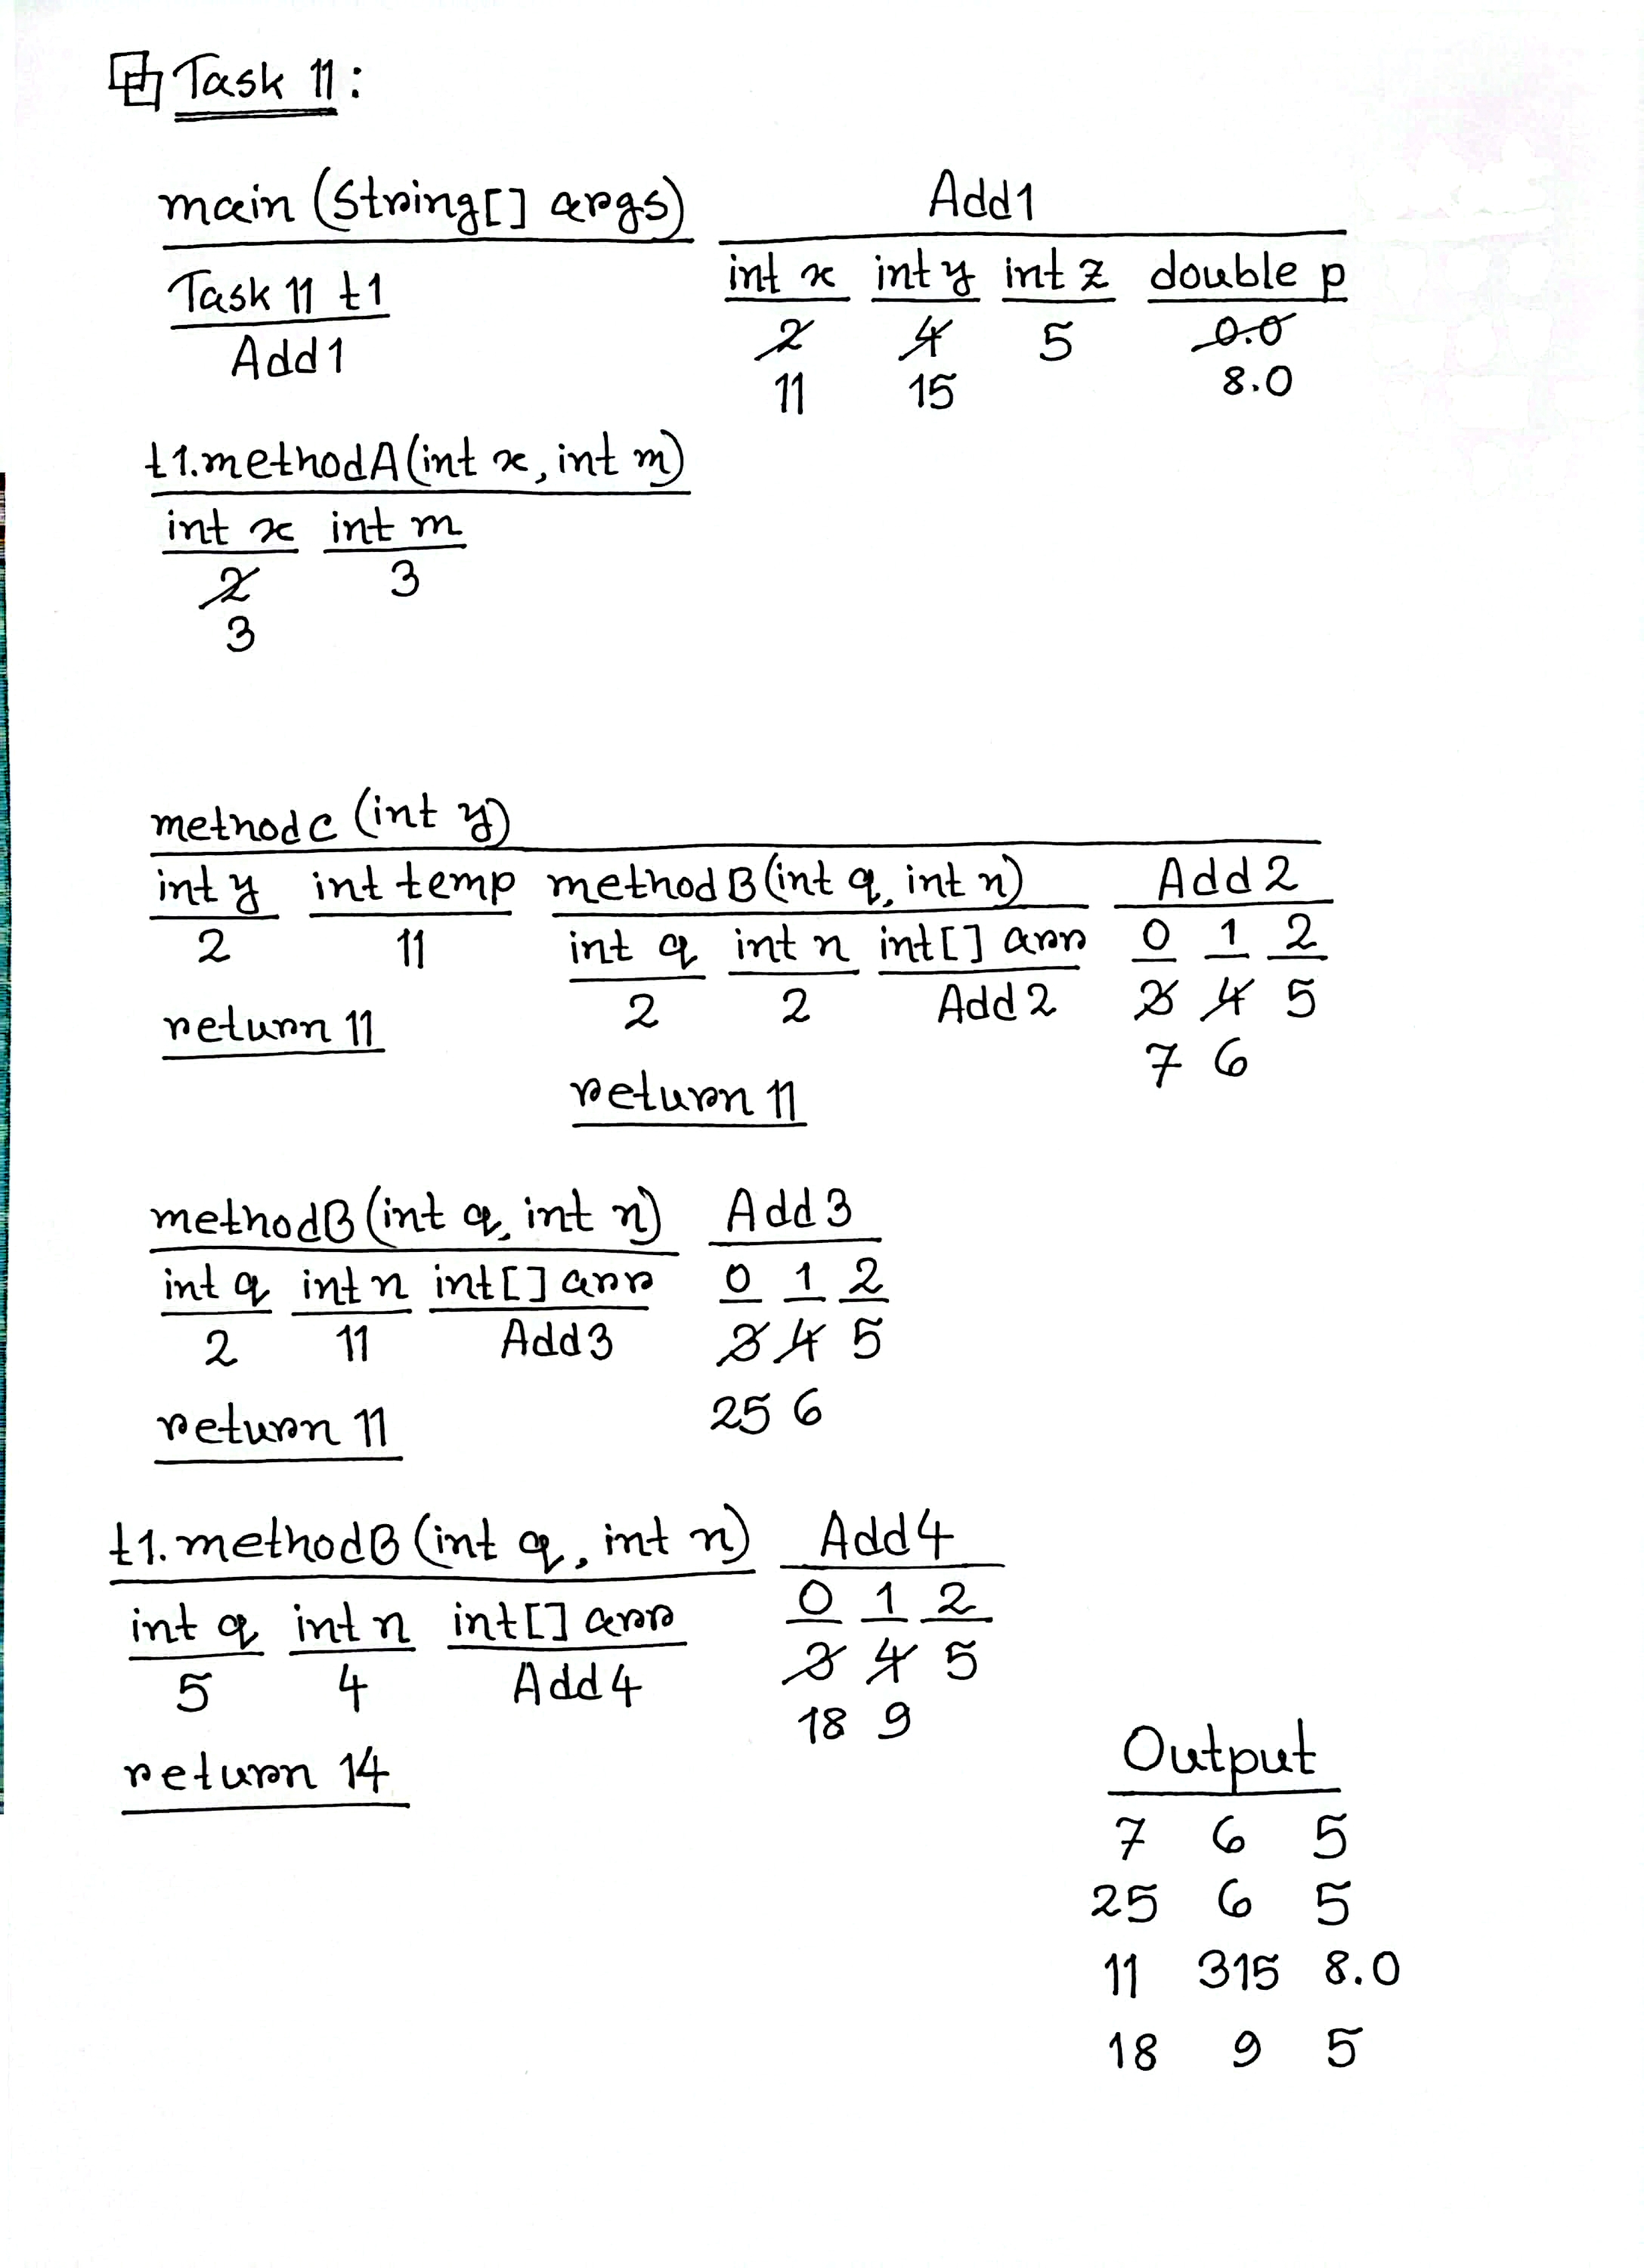 Task 11:
main (String[] args)
Task 11 t1
Add1
Add1
int x int y int z double p
2 4 5 0.0
11 15 8.0
t1.methodA(int x, int m)
int x int m
2 3
3
methodC (int y)
int y int temp methodB(int q, int n) Add2
2 11 int q int n int[] arr 0 1 2
return 11 2 2 Add2 3 4 5
7 6
return 11
methodB(int q, int n) Add3
int q int n int[] arr 0 1 2
2 11 Add3 3 4 5
return 11 25 6
t1.methodB(int q, int n) Add4
int q int n int[] arr 0 1 2
5 4 Add4 3 4 5
18 9
return 14
Output
7 6 5
25 6 5
11 315 8.0
18 9 5